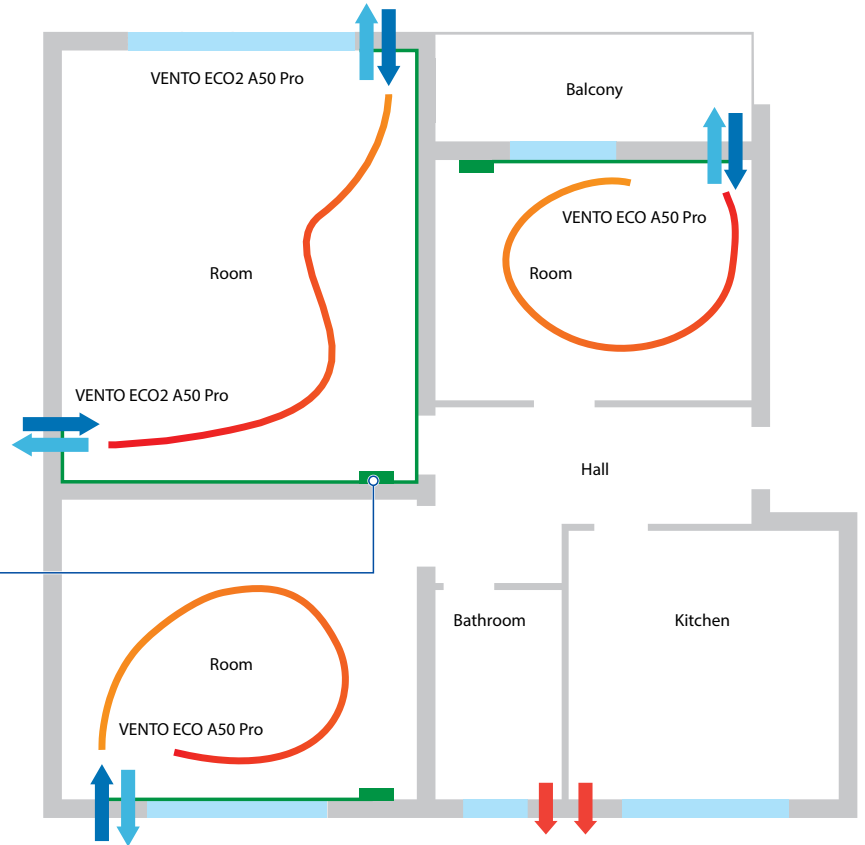 VENTO ECO2 A50 Pro
Balcony
VENTO ECO A50 Pro
Room
Room
VENTO ECO2 A50 Pro
Hall
Bathroom
Kitchen
Room
VENTO ECO A50 Pro